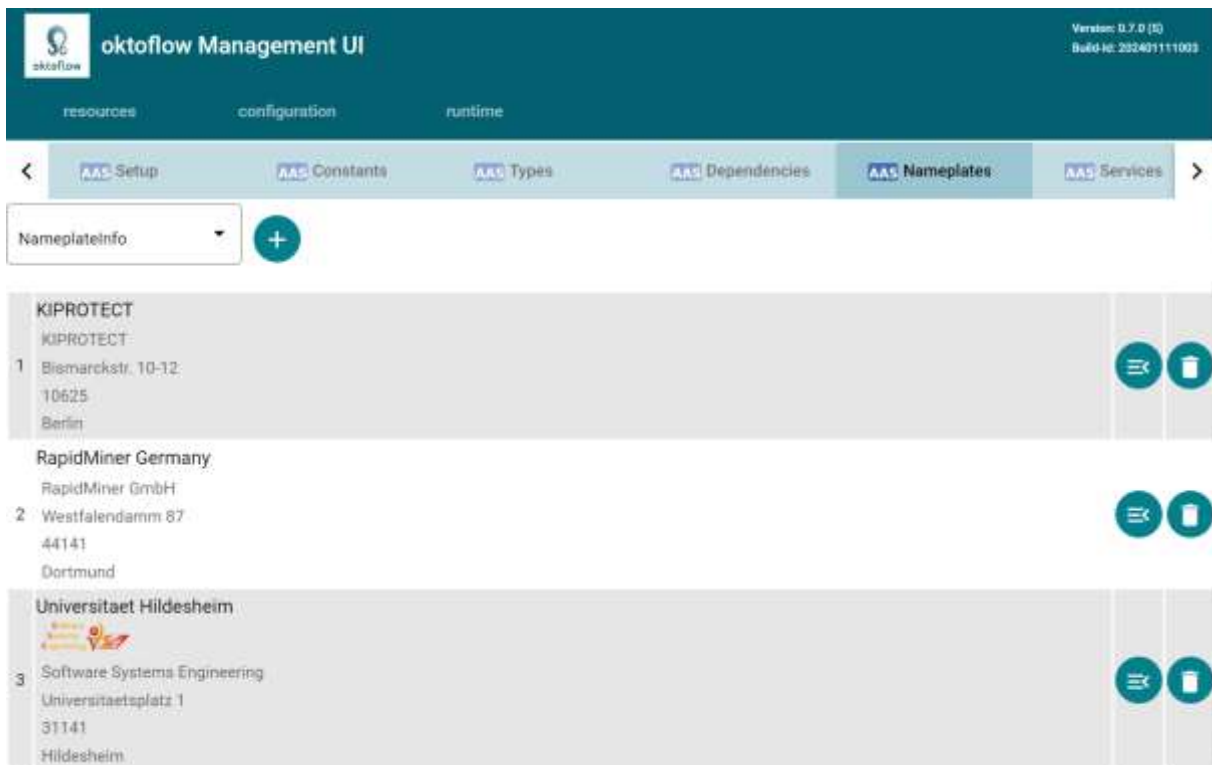 oktoflow
oktoflow Management UI
Version: 0.7.0 (S)
Build-Id: 202401111003
resources configuration runtime
AAS Setup AAS Constants AAS Types AAS Dependencies AAS Nameplates AAS Services
NameplateInfo
KIPROTECT
KIPROTECT
1 Bismarckstr. 10-12
10625
Berlin
RapidMiner Germany
RapidMiner GmbH
2 Westfalendamm 87
44141
Dortmund
Universitaet Hildesheim
3 Software Systems Engineering
Universitaetsplatz 1
31141
Hildesheim